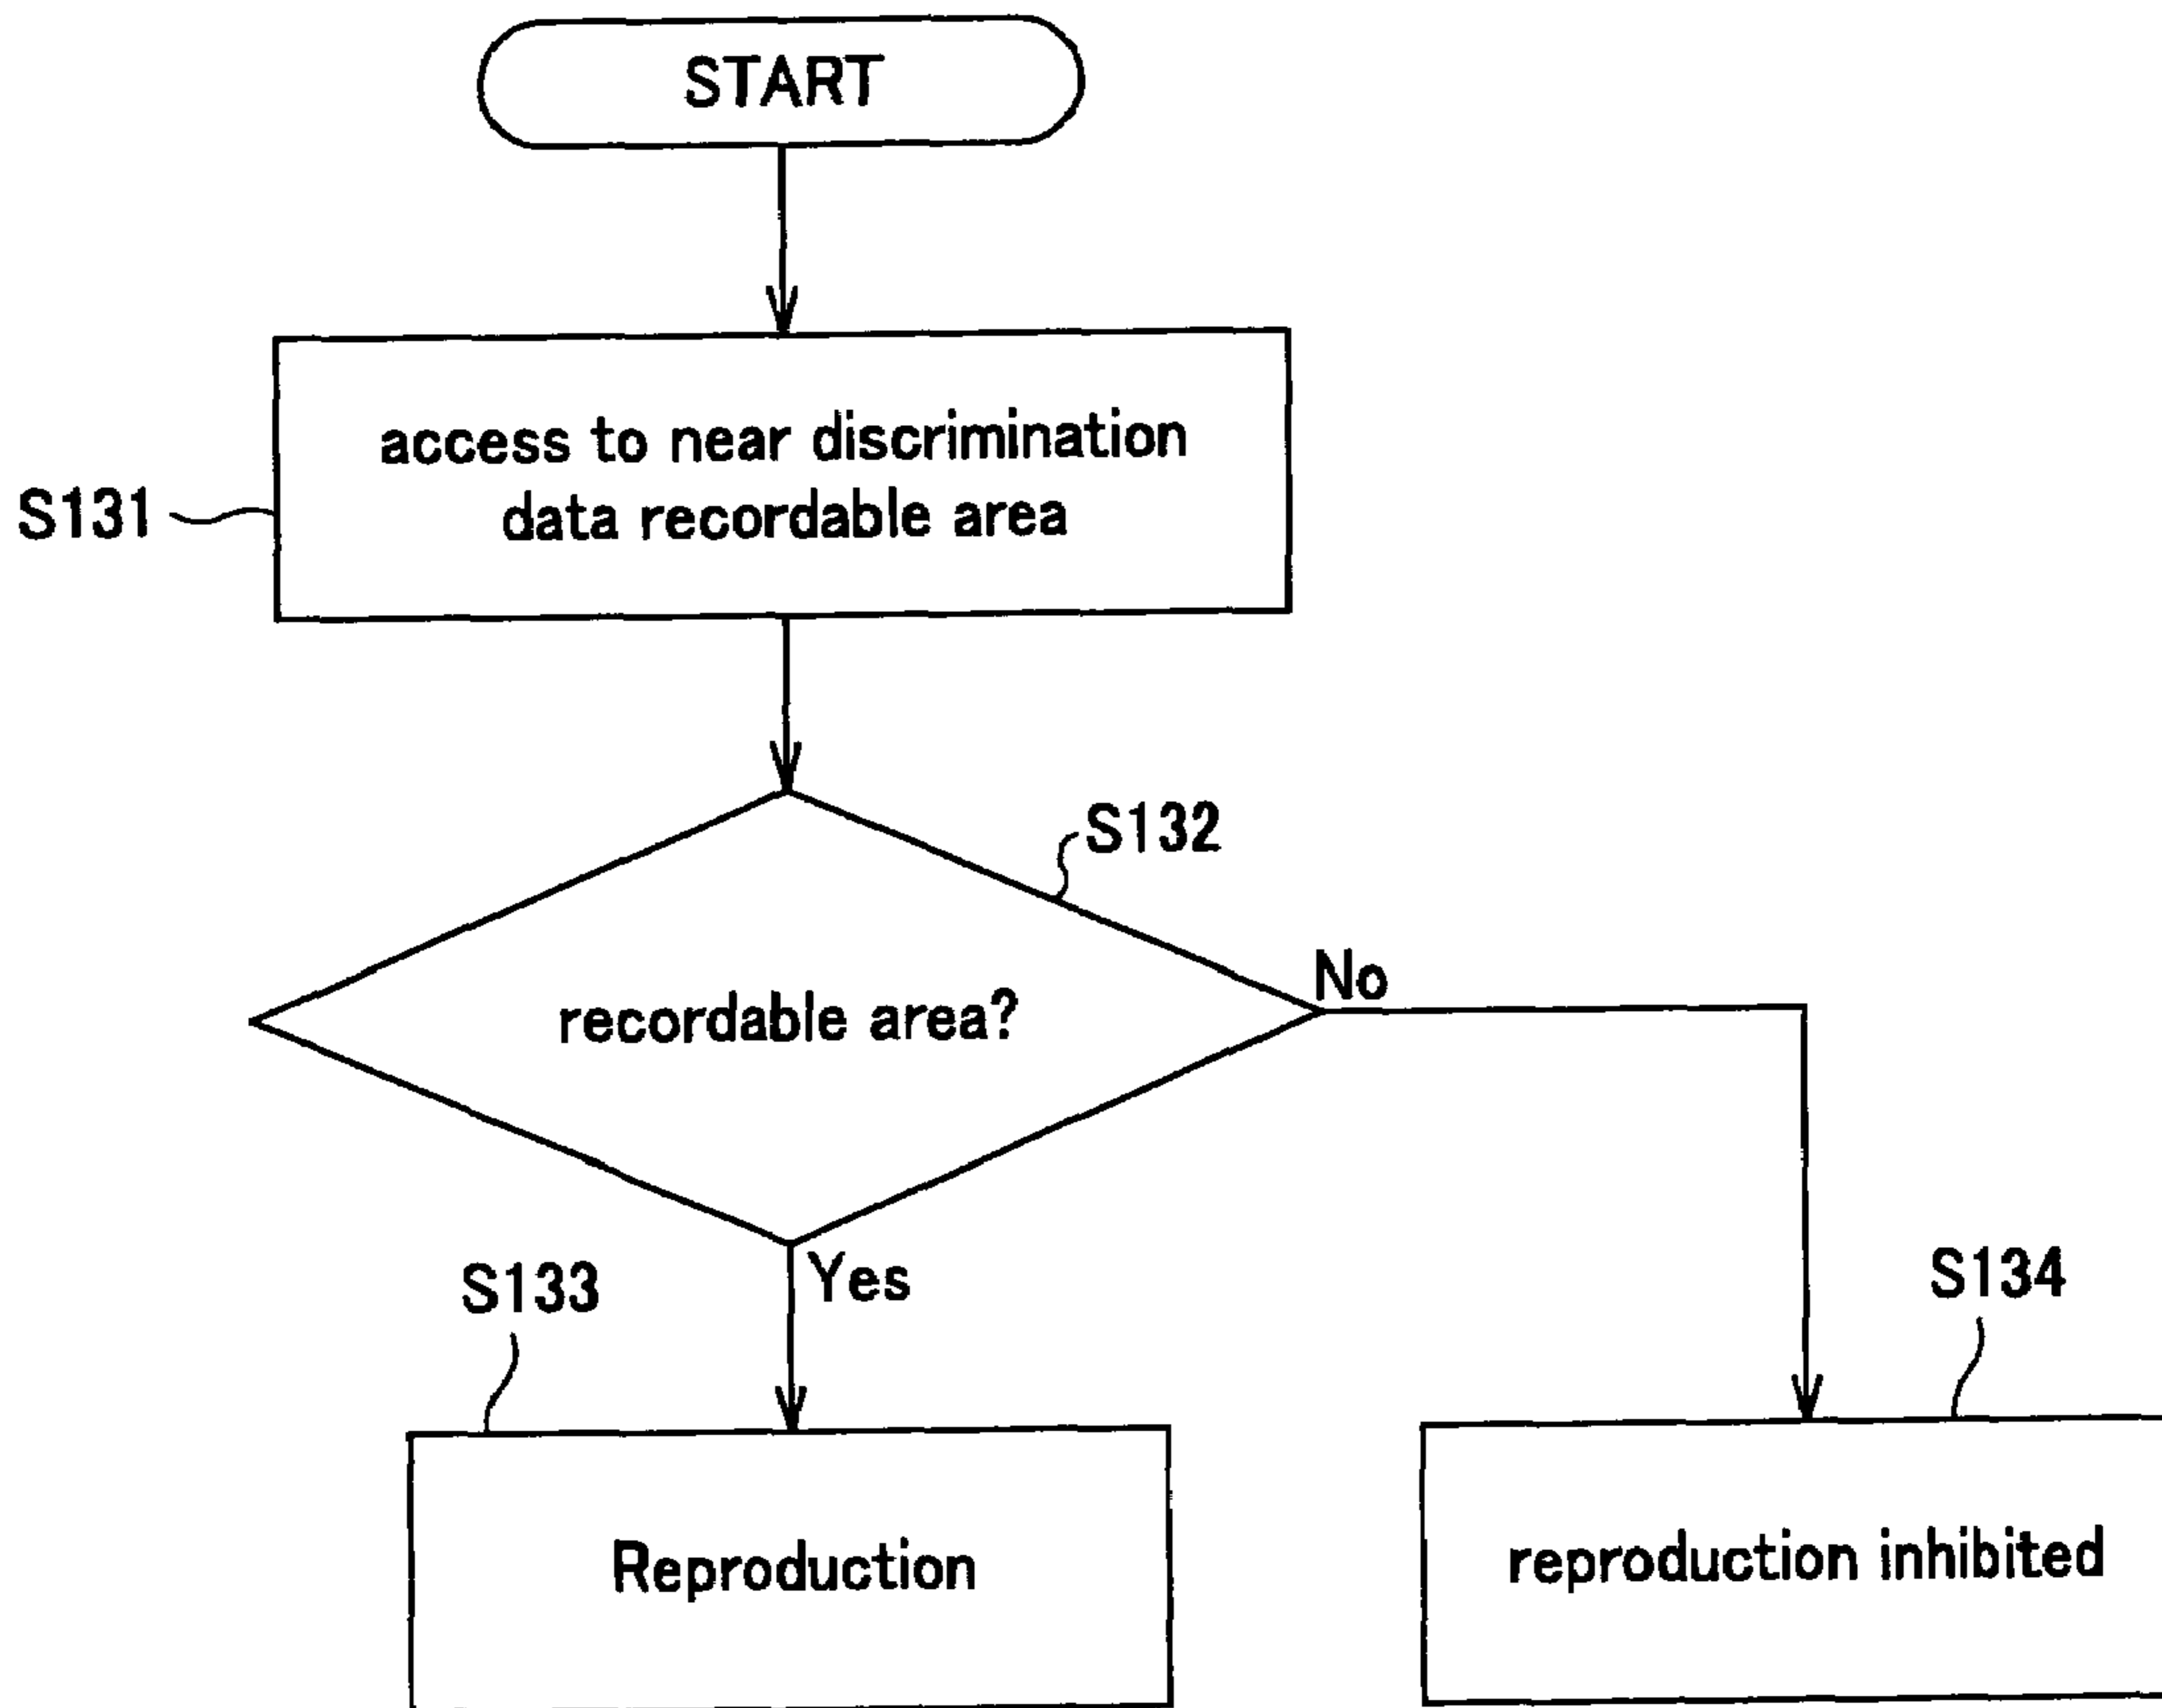 START
access to near discrimination
data recordable area
S131
S132
recordable area?
No
Yes
S133
S134
Reproduction
reproduction inhibited